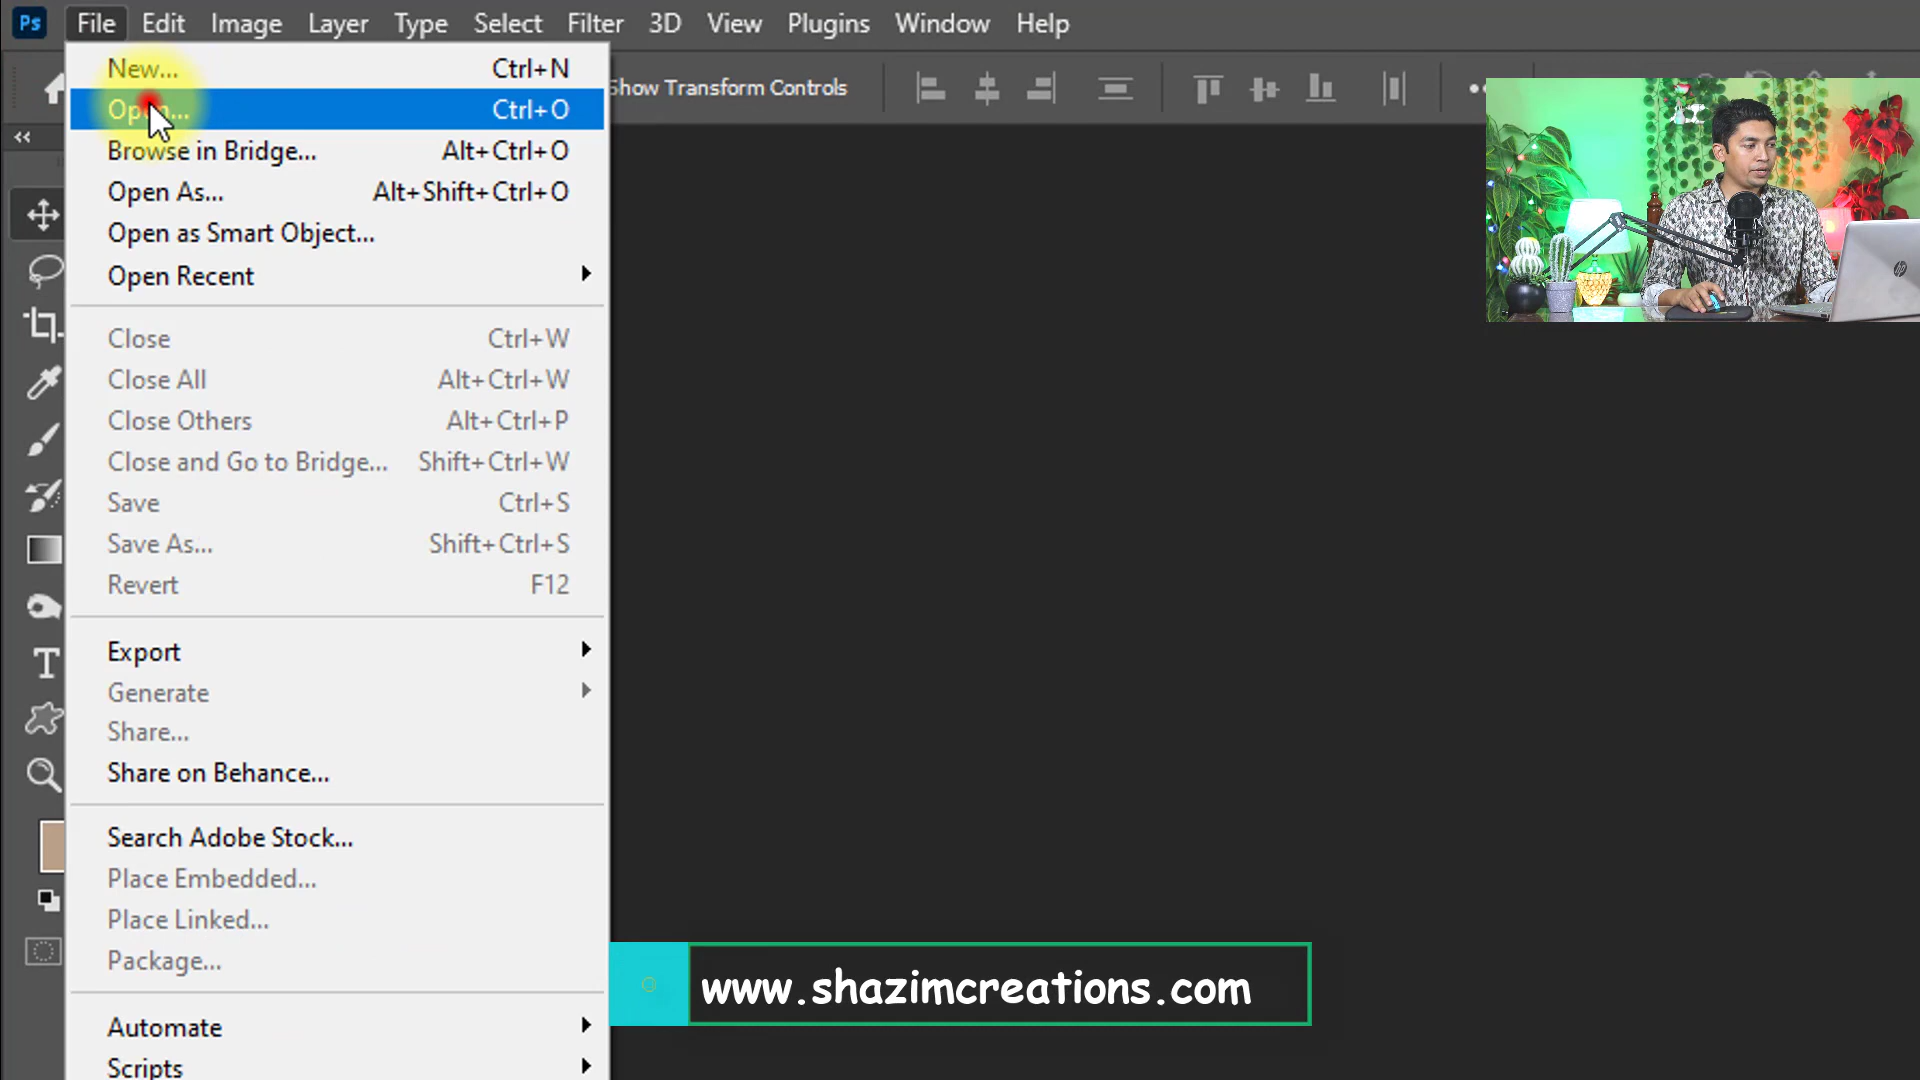 Ps File Edit Image Layer Type Select Filter 3D View Plugins Window Help
Show Transform Controls
New... Ctrl+N
Open... Ctrl+O
Browse in Bridge... Alt+Ctrl+O
Open As... Alt+Shift+Ctrl+O
Open as Smart Object...
Open Recent
Close Ctrl+W
Close All Alt+Ctrl+W
Close Others Alt+Ctrl+P
Close and Go to Bridge... Shift+Ctrl+W
Save Ctrl+S
Save As... Shift+Ctrl+S
Revert F12
Export
Generate
Share...
Share on Behance...
Search Adobe Stock...
Place Embedded...
Place Linked...
Package...
Automate
Scripts
www.shazimcreations.com
hp